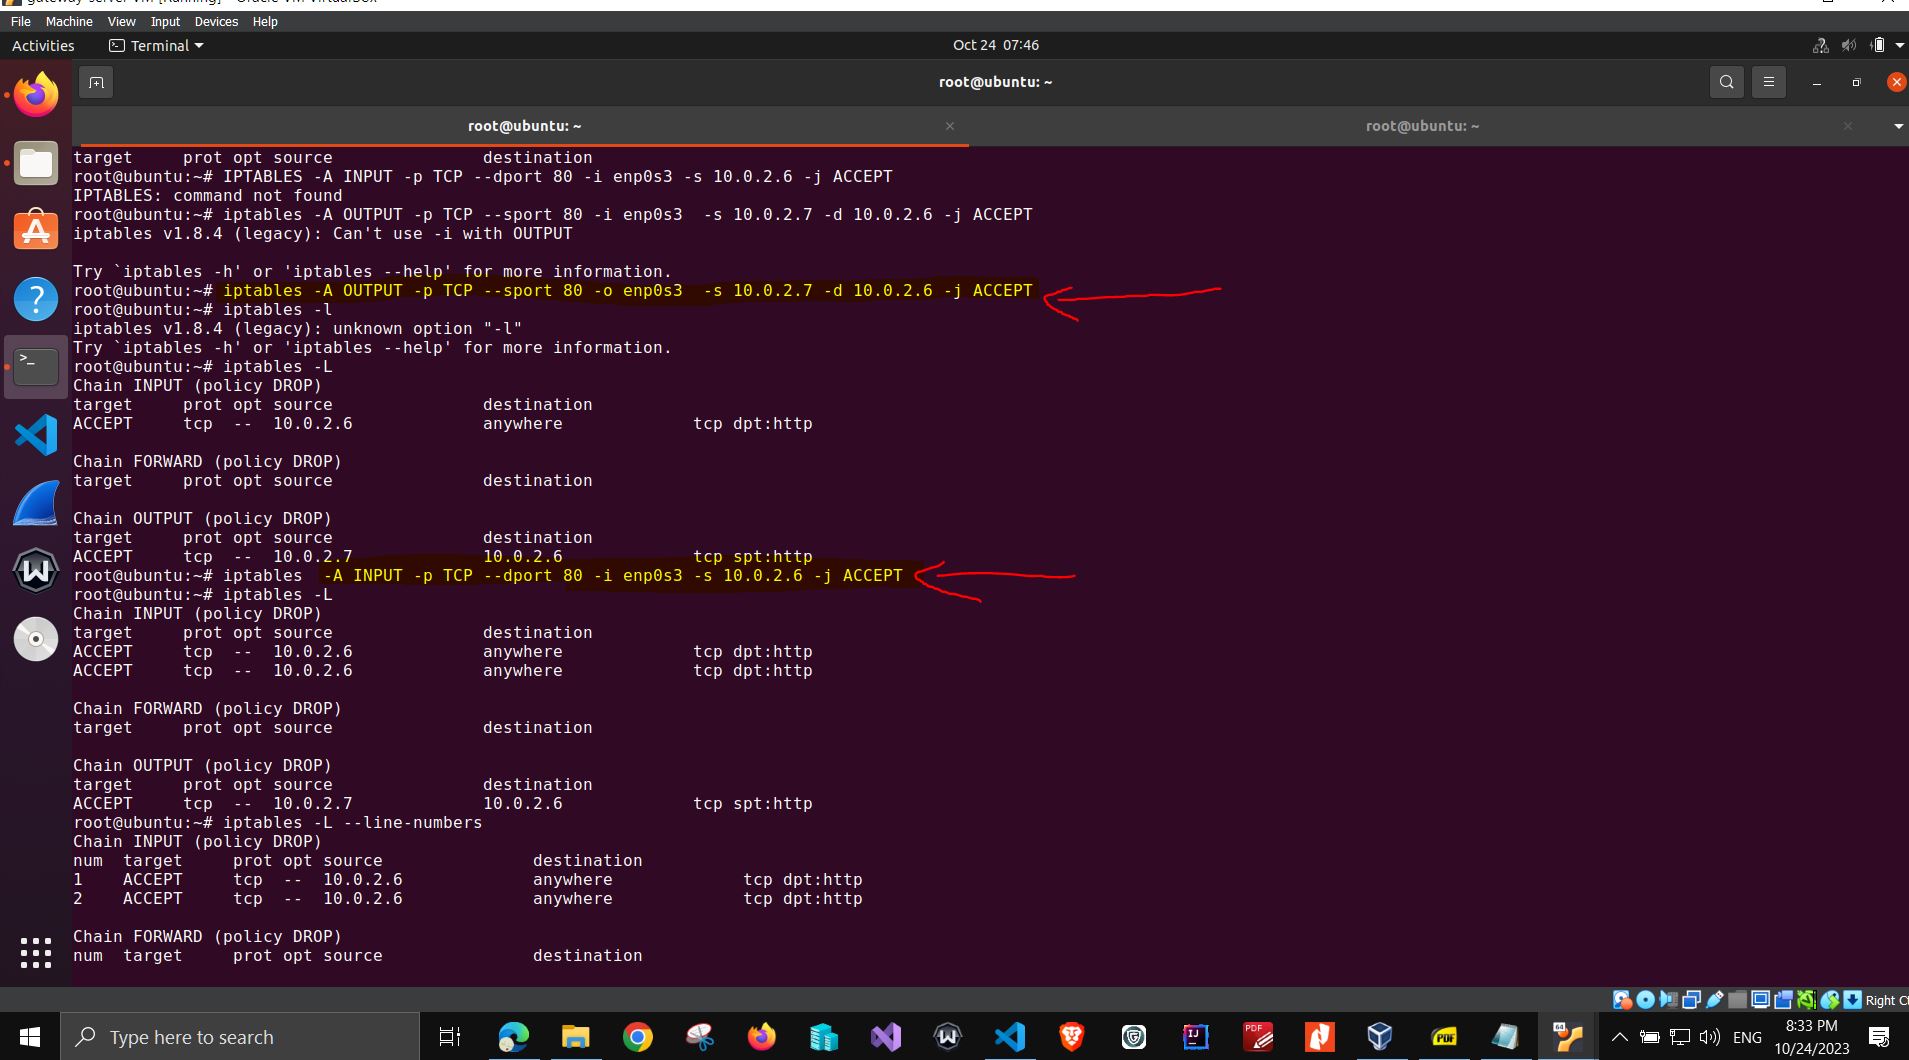 gateway-server VM [Running] - Oracle VM VirtualBox
File Machine View Input Devices Help
Activities Terminal Oct 24 07:46
root@ubuntu: ~
root@ubuntu: ~ root@ubuntu: ~
target     prot opt source               destination
root@ubuntu:~# IPTABLES -A INPUT -p TCP --dport 80 -i enp0s3 -s 10.0.2.6 -j ACCEPT
IPTABLES: command not found
root@ubuntu:~# iptables -A OUTPUT -p TCP --sport 80 -i enp0s3  -s 10.0.2.7 -d 10.0.2.6 -j ACCEPT
iptables v1.8.4 (legacy): Can't use -i with OUTPUT
Try `iptables -h' or 'iptables --help' for more information.
root@ubuntu:~# iptables -A OUTPUT -p TCP --sport 80 -o enp0s3  -s 10.0.2.7 -d 10.0.2.6 -j ACCEPT
root@ubuntu:~# iptables -l
iptables v1.8.4 (legacy): unknown option "-l"
Try `iptables -h' or 'iptables --help' for more information.
root@ubuntu:~# iptables -L
Chain INPUT (policy DROP)
target     prot opt source               destination
ACCEPT     tcp  --  10.0.2.6             anywhere             tcp dpt:http
Chain FORWARD (policy DROP)
target     prot opt source               destination
Chain OUTPUT (policy DROP)
target     prot opt source               destination
ACCEPT     tcp  --  10.0.2.7             10.0.2.6             tcp spt:http
root@ubuntu:~# iptables  -A INPUT -p TCP --dport 80 -i enp0s3 -s 10.0.2.6 -j ACCEPT
root@ubuntu:~# iptables -L
Chain INPUT (policy DROP)
target     prot opt source               destination
ACCEPT     tcp  --  10.0.2.6             anywhere             tcp dpt:http
ACCEPT     tcp  --  10.0.2.6             anywhere             tcp dpt:http
Chain FORWARD (policy DROP)
target     prot opt source               destination
Chain OUTPUT (policy DROP)
target     prot opt source               destination
ACCEPT     tcp  --  10.0.2.7             10.0.2.6             tcp spt:http
root@ubuntu:~# iptables -L --line-numbers
Chain INPUT (policy DROP)
num  target     prot opt source               destination
1    ACCEPT     tcp  --  10.0.2.6             anywhere             tcp dpt:http
2    ACCEPT     tcp  --  10.0.2.6             anywhere             tcp dpt:http
Chain FORWARD (policy DROP)
num  target     prot opt source               destination
Right C
Type here to search
PDF
IJ
PDF
64
ENG
8:33 PM
10/24/2023